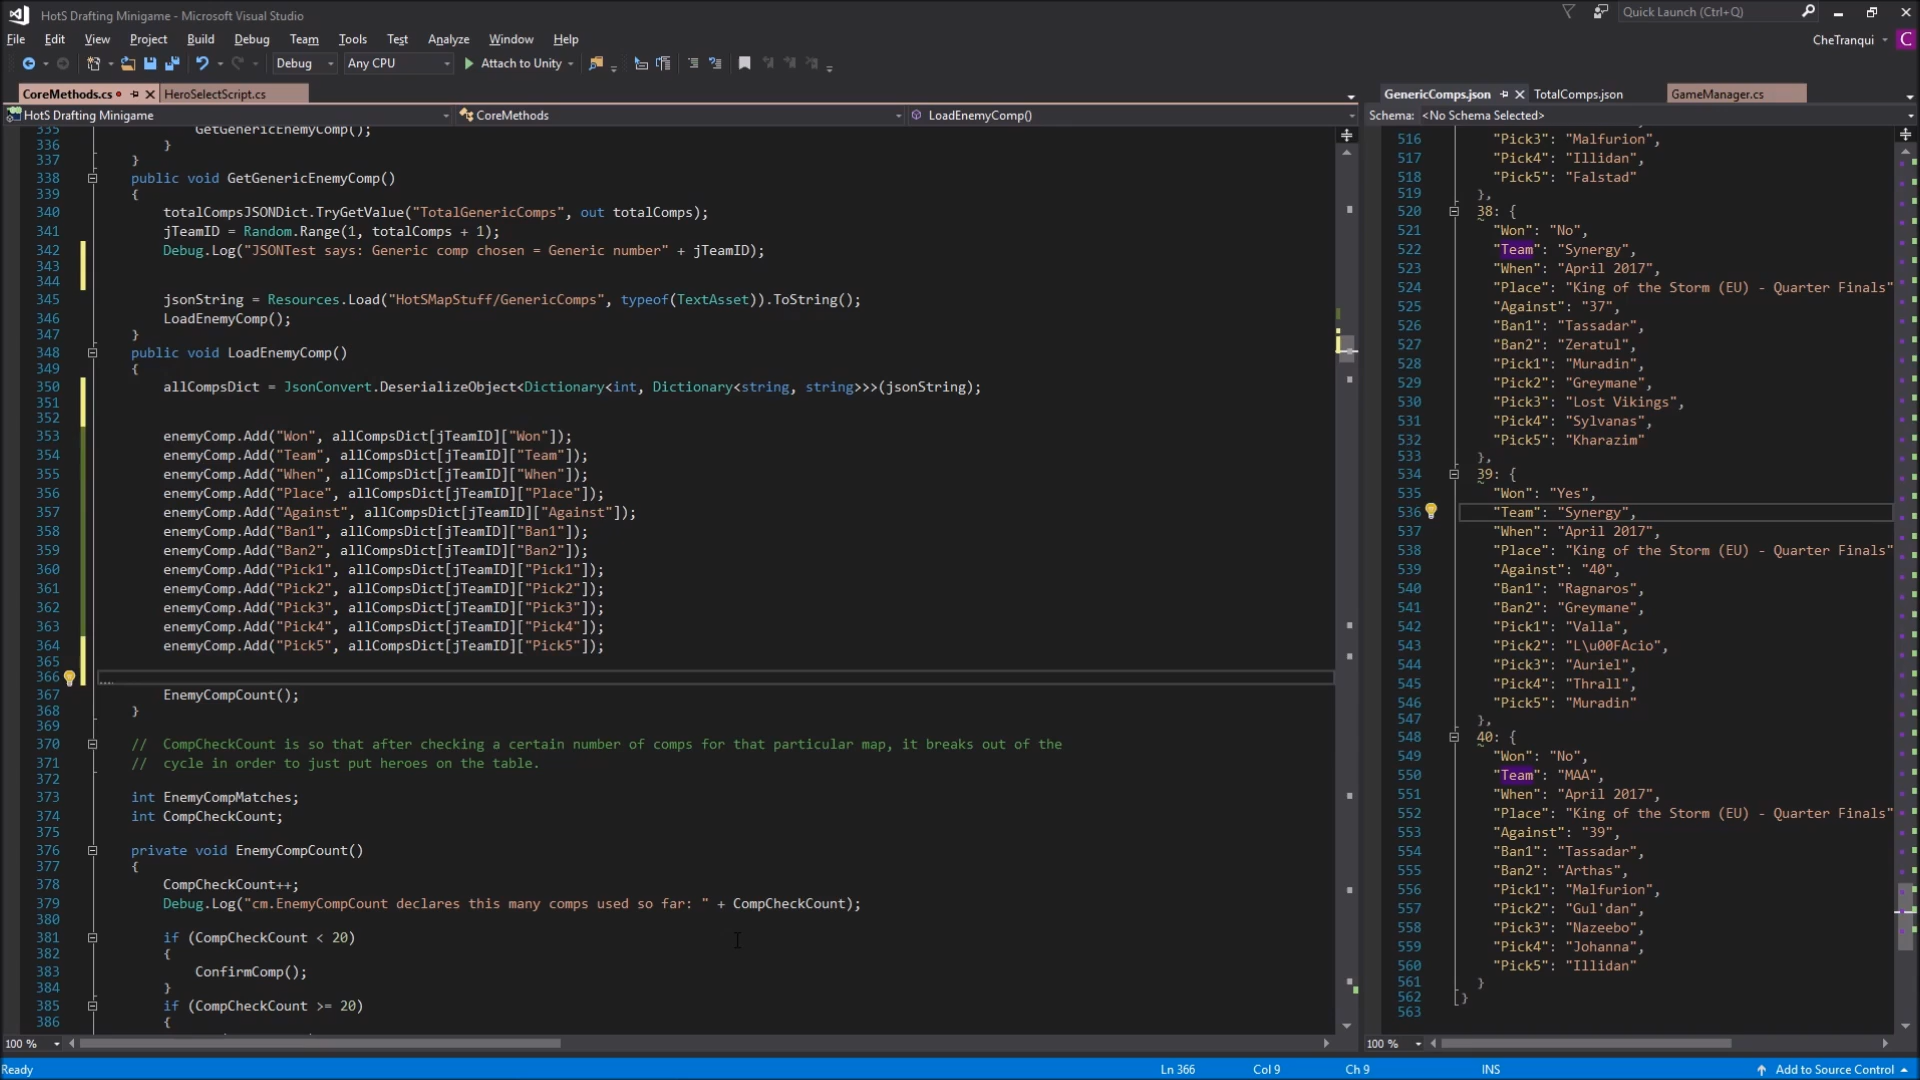 HotS Drafting Minigame - Microsoft Visual Studio
Quick Launch (Ctrl+Q)
File Edit View Project Build Debug Team Tools Test Analyze Window Help
CheTranqui C
Debug Any CPU Attach to Unity
CoreMethods.cs HeroSelectScript.cs
GenericComps.json TotalComps.json GameManager.cs
HotS Drafting Minigame CoreMethods LoadEnemyComp()
Schema: <No Schema Selected>
335 GetGenericEnemyComp();
336 }
337 }
338 public void GetGenericEnemyComp()
339 {
340 totalCompsJSONDict.TryGetValue("TotalGenericComps", out totalComps);
341 jTeamID = Random.Range(1, totalComps + 1);
342 Debug.Log("JSONTest says: Generic comp chosen = Generic number" + jTeamID);
343
344
345 jsonString = Resources.Load("HotSMapStuff/GenericComps", typeof(TextAsset)).ToString();
346 LoadEnemyComp();
347 }
348 public void LoadEnemyComp()
349 {
350 allCompsDict = JsonConvert.DeserializeObject<Dictionary<int, Dictionary<string, string>>>(jsonString);
351
352
353 enemyComp.Add("Won", allCompsDict[jTeamID]["Won"]);
354 enemyComp.Add("Team", allCompsDict[jTeamID]["Team"]);
355 enemyComp.Add("When", allCompsDict[jTeamID]["When"]);
356 enemyComp.Add("Place", allCompsDict[jTeamID]["Place"]);
357 enemyComp.Add("Against", allCompsDict[jTeamID]["Against"]);
358 enemyComp.Add("Ban1", allCompsDict[jTeamID]["Ban1"]);
359 enemyComp.Add("Ban2", allCompsDict[jTeamID]["Ban2"]);
360 enemyComp.Add("Pick1", allCompsDict[jTeamID]["Pick1"]);
361 enemyComp.Add("Pick2", allCompsDict[jTeamID]["Pick2"]);
362 enemyComp.Add("Pick3", allCompsDict[jTeamID]["Pick3"]);
363 enemyComp.Add("Pick4", allCompsDict[jTeamID]["Pick4"]);
364 enemyComp.Add("Pick5", allCompsDict[jTeamID]["Pick5"]);
365
366
367 EnemyCompCount();
368 }
369
370 // CompCheckCount is so that after checking a certain number of comps for that particular map, it breaks out of the
371 // cycle in order to just put heroes on the table.
372
373 int EnemyCompMatches;
374 int CompCheckCount;
375
376 private void EnemyCompCount()
377 {
378 CompCheckCount++;
379 Debug.Log("cm.EnemyCompCount declares this many comps used so far: " + CompCheckCount);
380
381 if (CompCheckCount < 20)
382 {
383 ConfirmComp();
384 }
385 if (CompCheckCount >= 20)
386 {
516 "Pick3": "Malfurion",
517 "Pick4": "Illidan",
518 "Pick5": "Falstad"
519 },
520 38: {
521 "Won": "No",
522 "Team": "Synergy",
523 "When": "April 2017",
524 "Place": "King of the Storm (EU) - Quarter Finals"
525 "Against": "37",
526 "Ban1": "Tassadar",
527 "Ban2": "Zeratul",
528 "Pick1": "Muradin",
529 "Pick2": "Greymane",
530 "Pick3": "Lost Vikings",
531 "Pick4": "Sylvanas",
532 "Pick5": "Kharazim"
533 },
534 39: {
535 "Won": "Yes",
536 "Team": "Synergy",
537 "When": "April 2017",
538 "Place": "King of the Storm (EU) - Quarter Finals"
539 "Against": "40",
540 "Ban1": "Ragnaros",
541 "Ban2": "Greymane",
542 "Pick1": "Valla",
543 "Pick2": "L\u00FAcio",
544 "Pick3": "Auriel",
545 "Pick4": "Thrall",
546 "Pick5": "Muradin"
547 },
548 40: {
549 "Won": "No",
550 "Team": "MAA",
551 "When": "April 2017",
552 "Place": "King of the Storm (EU) - Quarter Finals"
553 "Against": "39",
554 "Ban1": "Tassadar",
555 "Ban2": "Arthas",
556 "Pick1": "Malfurion",
557 "Pick2": "Gul'dan",
558 "Pick3": "Nazeebo",
559 "Pick4": "Johanna",
560 "Pick5": "Illidan"
561 }
562 }
563
100 % 100 %
Ready Ln 366 Col 9 Ch 9 INS Add to Source Control